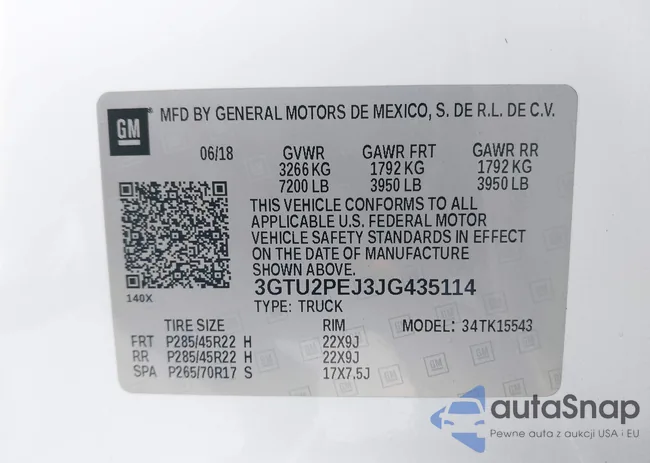 GM MFD BY GENERAL MOTORS DE MEXICO, S. DE R.L. DE C.V.
06/18 GVWR GAWR FRT GAWR RR
3266 KG 1792 KG 1792 KG
7200 LB 3950 LB 3950 LB
THIS VEHICLE CONFORMS TO ALL
APPLICABLE U.S. FEDERAL MOTOR
VEHICLE SAFETY STANDARDS IN EFFECT
ON THE DATE OF MANUFACTURE
SHOWN ABOVE.
3GTU2PEJ3JG435114
140X TYPE: TRUCK
TIRE SIZE RIM MODEL: 34TK15543
FRT P285/45R22 H 22X9J
RR P285/45R22 H 22X9J
SPA P265/70R17 S 17X7,5J
autaSnap
Pewne auta z aukcji USA i EU